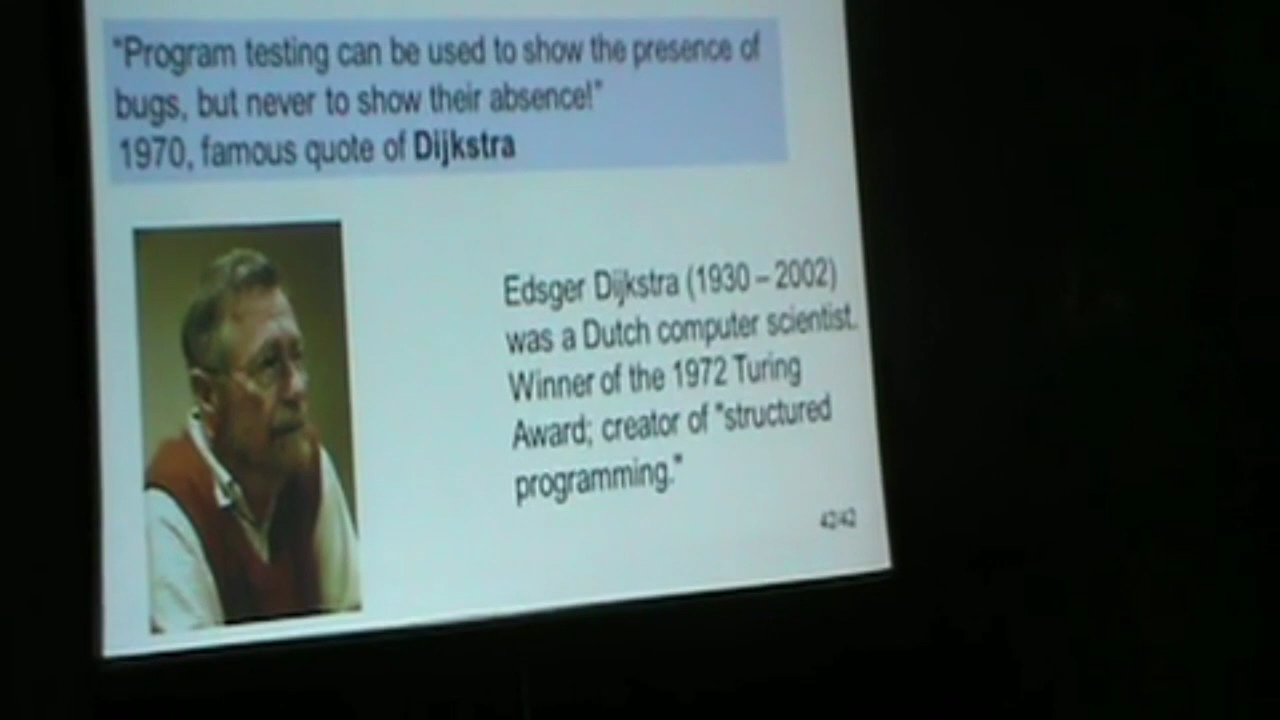 "Program testing can be used to show the presence of
bugs, but never to show their absence!"
1970, famous quote of Dijkstra
Edsger Dijkstra (1930 – 2002)
was a Dutch computer scientist.
Winner of the 1972 Turing
Award; creator of "structured
programming."
42/42